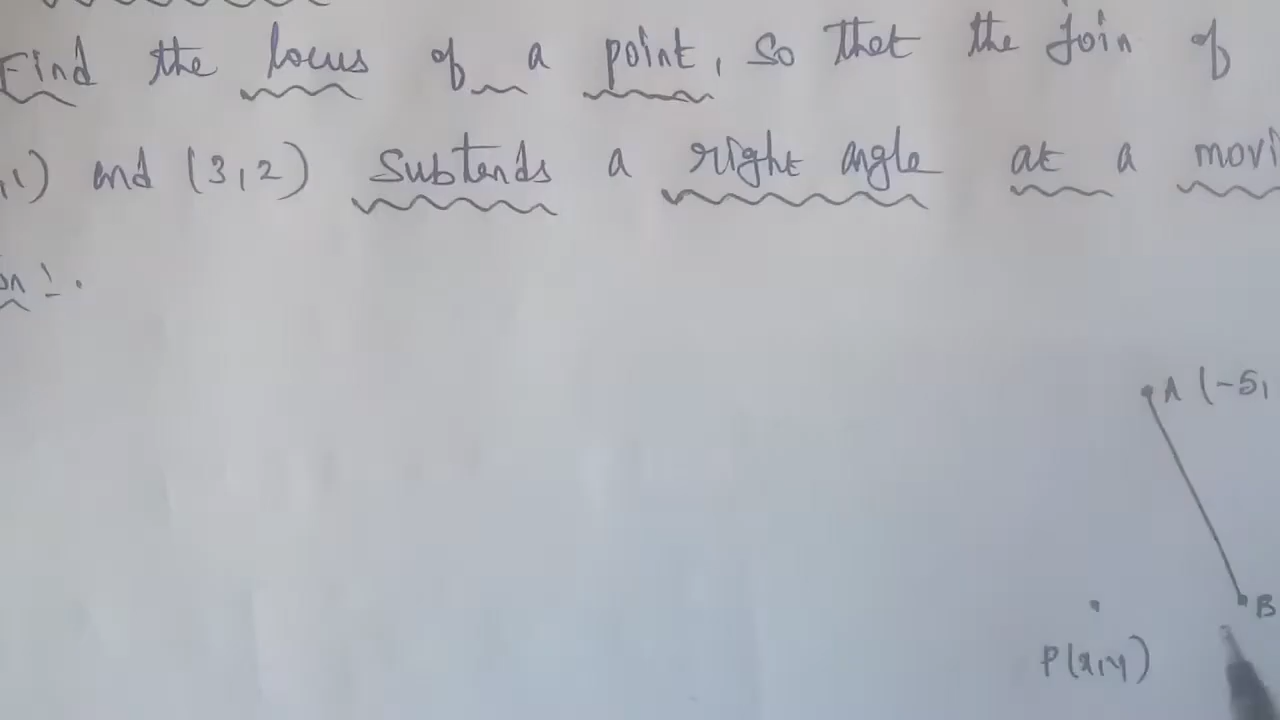 Find the locus of a point, so that the join of
,1) and (3,2) subtends a right angle at a movi
on :-
A (-5,
B
P(x,y)